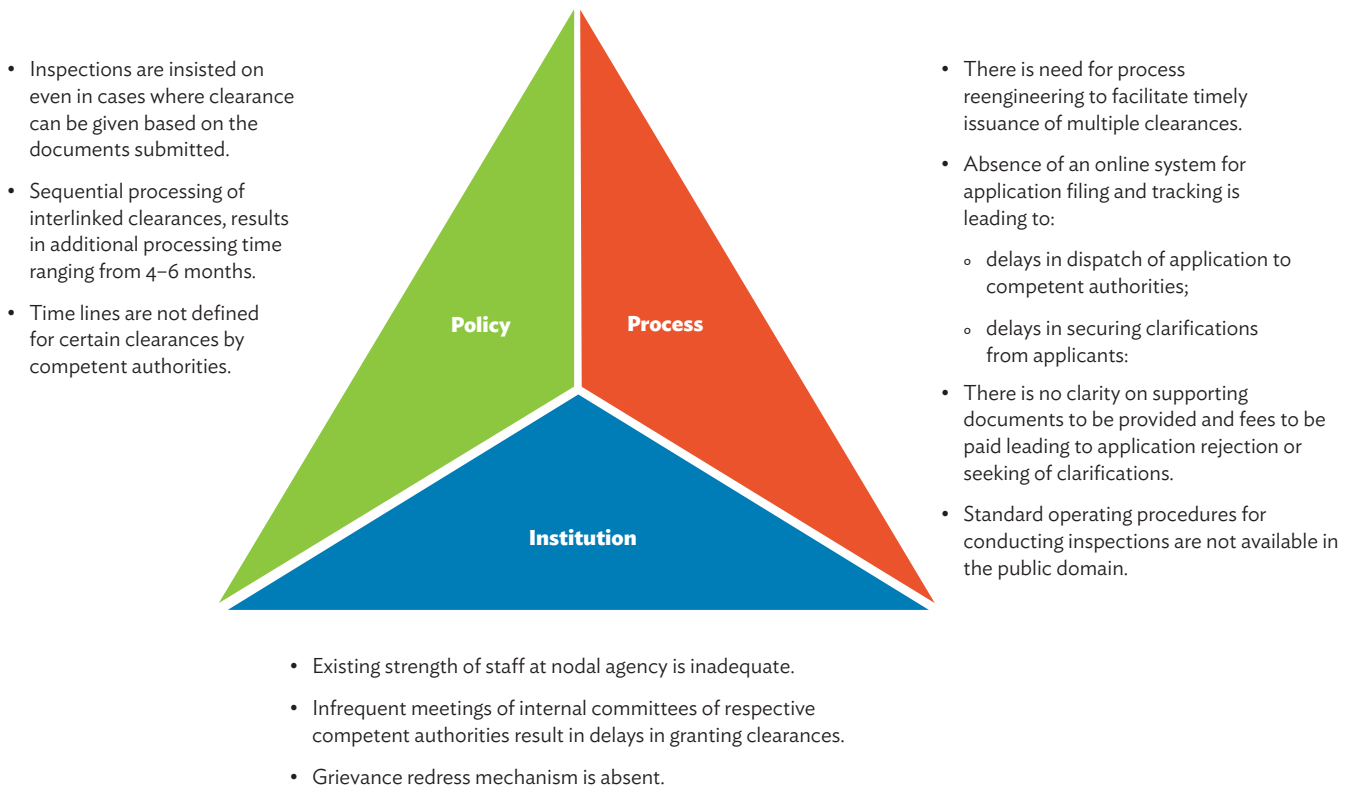 • Inspections are insisted on
even in cases where clearance
can be given based on the
documents submitted.
• Sequential processing of
interlinked clearances, results
in additional processing time
ranging from 4–6 months.
• Time lines are not defined
for certain clearances by
competent authorities.
Policy
Process
Institution
• There is need for process
reengineering to facilitate timely
issuance of multiple clearances.
• Absence of an online system for
application filing and tracking is
leading to:
o delays in dispatch of application to
competent authorities;
o delays in securing clarifications
from applicants:
• There is no clarity on supporting
documents to be provided and fees to be
paid leading to application rejection or
seeking of clarifications.
• Standard operating procedures for
conducting inspections are not available in
the public domain.
• Existing strength of staff at nodal agency is inadequate.
• Infrequent meetings of internal committees of respective
competent authorities result in delays in granting clearances.
• Grievance redress mechanism is absent.